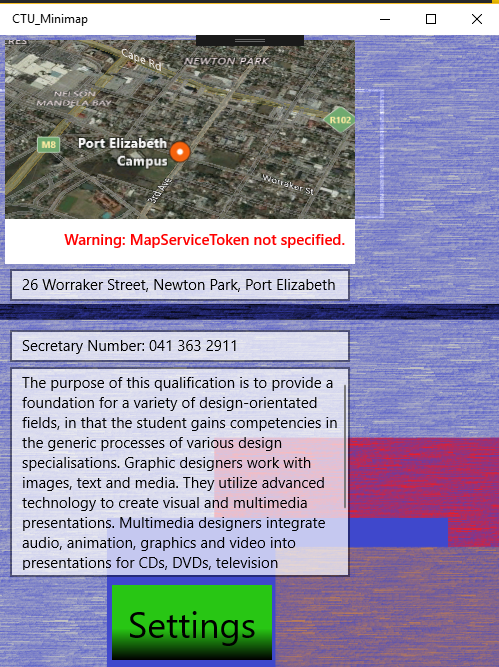 CTU_Minimap
CRES
Cape Rd
NEWTON PARK
NELSON
MANDELA BAY
R102
M8
Port Elizabeth
Campus
3rd Ave
Worraker St
Warning: MapServiceToken not specified.
26 Worraker Street, Newton Park, Port Elizabeth
Secretary Number: 041 363 2911
The purpose of this qualification is to provide a
foundation for a variety of design-orientated
fields, in that the student gains competencies in
the generic processes of various design
specialisations. Graphic designers work with
images, text and media. They utilize advanced
technology to create visual and multimedia
presentations. Multimedia designers integrate
audio, animation, graphics and video into
presentations for CDs, DVDs, television
Settings